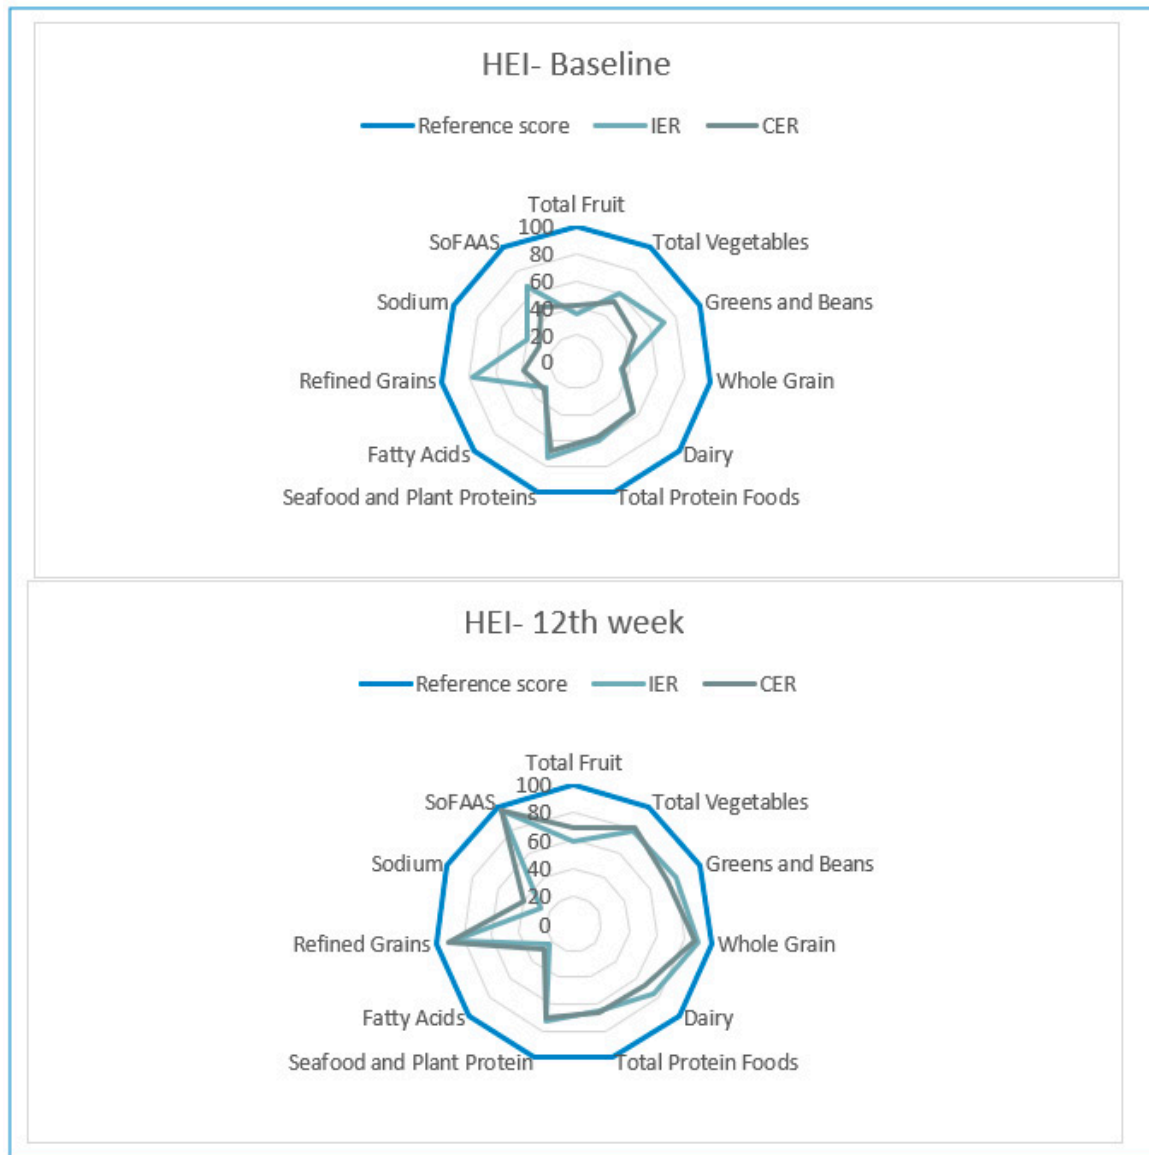 HEI- Baseline
Reference score IER CER
Total Fruit
100
SoFAAS Total Vegetables
80
60
Sodium Greens and Beans
40
20
0
Refined Grains Whole Grain
Fatty Acids Dairy
Seafood and Plant Proteins Total Protein Foods
HEI- 12th week
Reference score IER CER
Total Fruit
100
SoFAAS Total Vegetables
80
60
Sodium Greens and Beans
40
20
0
Refined Grains Whole Grain
Fatty Acids Dairy
Seafood and Plant Protein Total Protein Foods